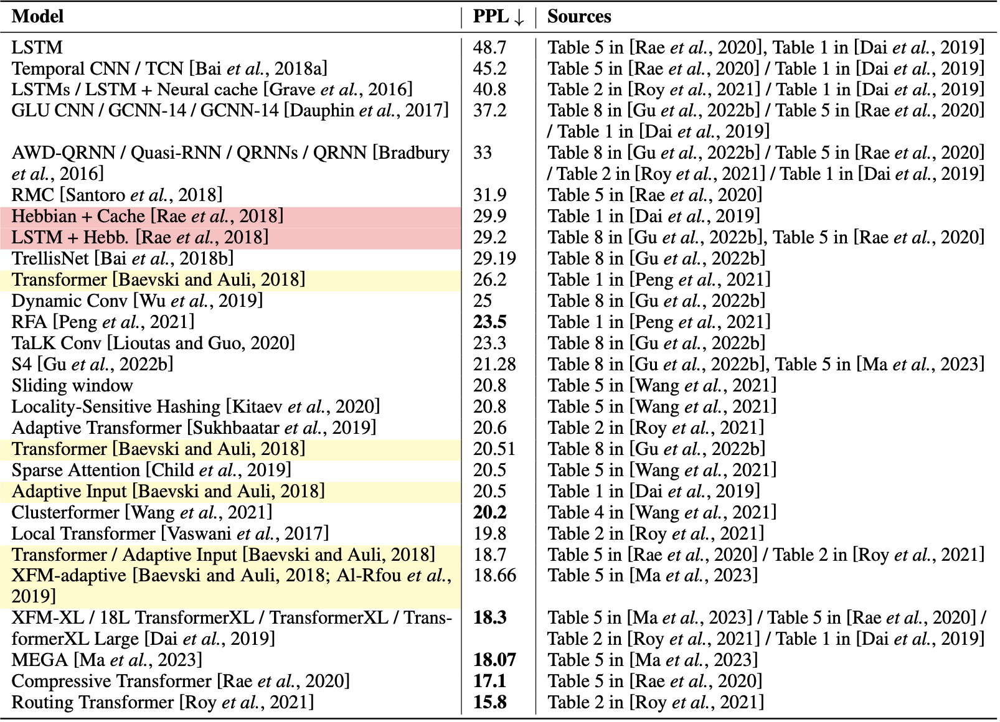 Model PPL ↓ Sources
LSTM 48.7 Table 5 in [Rae et al., 2020], Table 1 in [Dai et al., 2019]
Temporal CNN / TCN [Bai et al., 2018a] 45.2 Table 5 in [Rae et al., 2020] / Table 1 in [Dai et al., 2019]
LSTMs / LSTM + Neural cache [Grave et al., 2016] 40.8 Table 2 in [Roy et al., 2021] / Table 1 in [Dai et al., 2019]
GLU CNN / GCNN-14 / GCNN-14 [Dauphin et al., 2017] 37.2 Table 8 in [Gu et al., 2022b] / Table 5 in [Rae et al., 2020]
/ Table 1 in [Dai et al., 2019]
AWD-QRNN / Quasi-RNN / QRNNs / QRNN [Bradbury 33 Table 8 in [Gu et al., 2022b] / Table 5 in [Rae et al., 2020]
et al., 2016] / Table 2 in [Roy et al., 2021] / Table 1 in [Dai et al., 2019]
RMC [Santoro et al., 2018] 31.9 Table 5 in [Rae et al., 2020]
Hebbian + Cache [Rae et al., 2018] 29.9 Table 1 in [Dai et al., 2019]
LSTM + Hebb. [Rae et al., 2018] 29.2 Table 8 in [Gu et al., 2022b], Table 5 in [Rae et al., 2020]
TrellisNet [Bai et al., 2018b] 29.19 Table 8 in [Gu et al., 2022b]
Transformer [Baevski and Auli, 2018] 26.2 Table 1 in [Peng et al., 2021]
Dynamic Conv [Wu et al., 2019] 25 Table 8 in [Gu et al., 2022b]
RFA [Peng et al., 2021] 23.5 Table 1 in [Peng et al., 2021]
TaLK Conv [Lioutas and Guo, 2020] 23.3 Table 8 in [Gu et al., 2022b]
S4 [Gu et al., 2022b] 21.28 Table 8 in [Gu et al., 2022b], Table 5 in [Ma et al., 2023]
Sliding window 20.8 Table 5 in [Wang et al., 2021]
Locality-Sensitive Hashing [Kitaev et al., 2020] 20.8 Table 5 in [Wang et al., 2021]
Adaptive Transformer [Sukhbaatar et al., 2019] 20.6 Table 2 in [Roy et al., 2021]
Transformer [Baevski and Auli, 2018] 20.51 Table 8 in [Gu et al., 2022b]
Sparse Attention [Child et al., 2019] 20.5 Table 5 in [Wang et al., 2021]
Adaptive Input [Baevski and Auli, 2018] 20.5 Table 1 in [Dai et al., 2019]
Clusterformer [Wang et al., 2021] 20.2 Table 4 in [Wang et al., 2021]
Local Transformer [Vaswani et al., 2017] 19.8 Table 2 in [Roy et al., 2021]
Transformer / Adaptive Input [Baevski and Auli, 2018] 18.7 Table 5 in [Rae et al., 2020] / Table 2 in [Roy et al., 2021]
XFM-adaptive [Baevski and Auli, 2018; Al-Rfou et al., 18.66 Table 5 in [Ma et al., 2023]
2019]
XFM-XL / 18L TransformerXL / TransformerXL / Trans- 18.3 Table 5 in [Ma et al., 2023] / Table 5 in [Rae et al., 2020] /
formerXL Large [Dai et al., 2019] Table 2 in [Roy et al., 2021] / Table 1 in [Dai et al., 2019]
MEGA [Ma et al., 2023] 18.07 Table 5 in [Ma et al., 2023]
Compressive Transformer [Rae et al., 2020] 17.1 Table 5 in [Rae et al., 2020]
Routing Transformer [Roy et al., 2021] 15.8 Table 2 in [Roy et al., 2021]